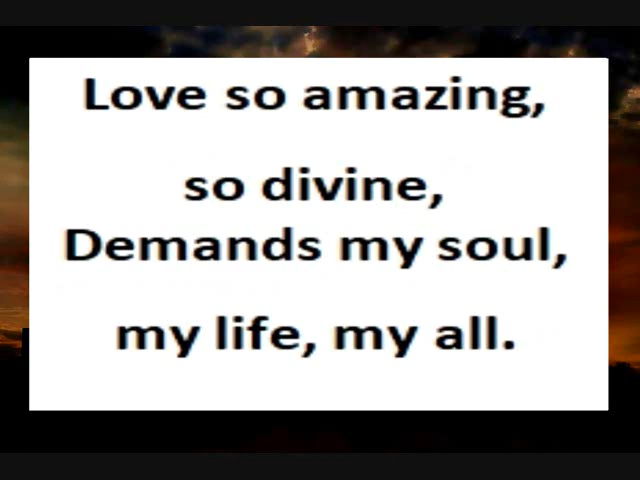 Love so amazing,
so divine,
Demands my soul,
my life, my all.